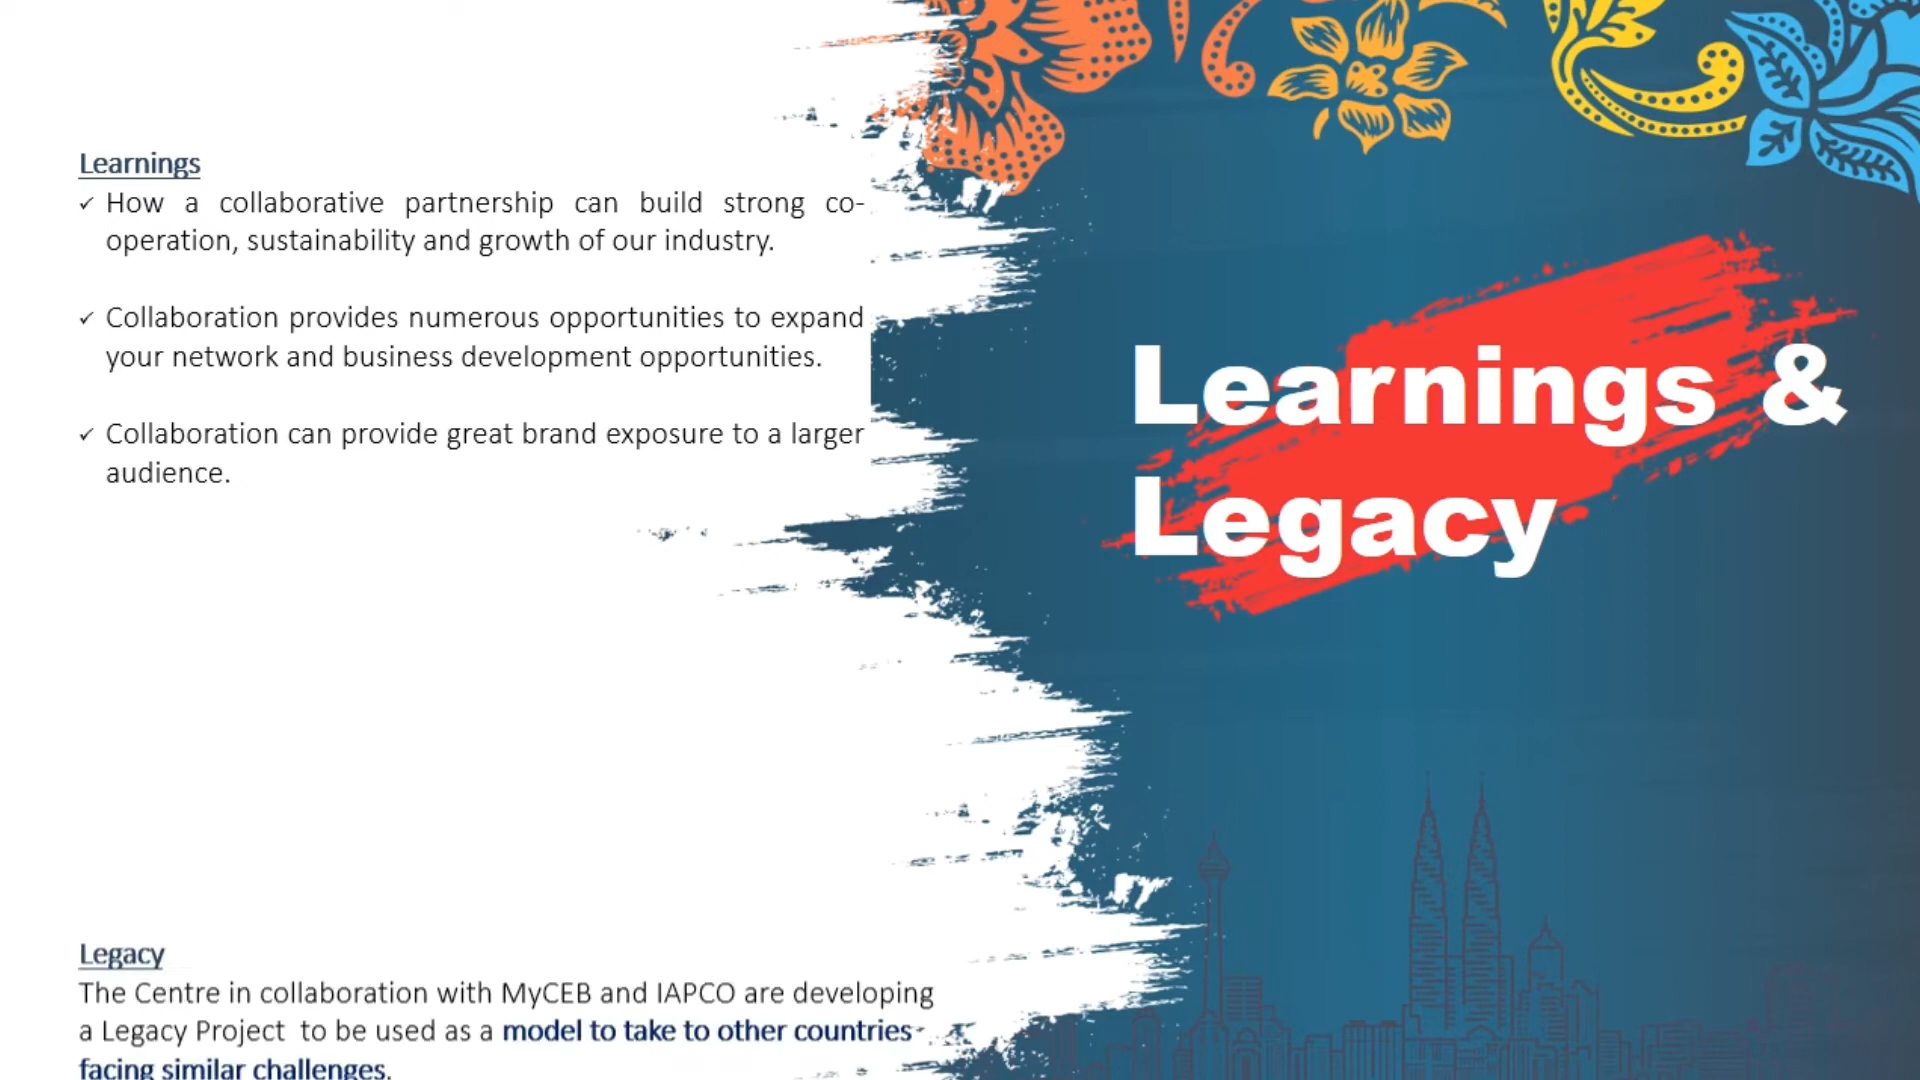 Learnings
✓ How a collaborative partnership can build strong co-
operation, sustainability and growth of our industry.
✓ Collaboration provides numerous opportunities to expand
your network and business development opportunities.
✓ Collaboration can provide great brand exposure to a larger
audience.
Legacy
The Centre in collaboration with MyCEB and IAPCO are developing
a Legacy Project to be used as a model to take to other countries
facing similar challenges.
Learnings &
Legacy